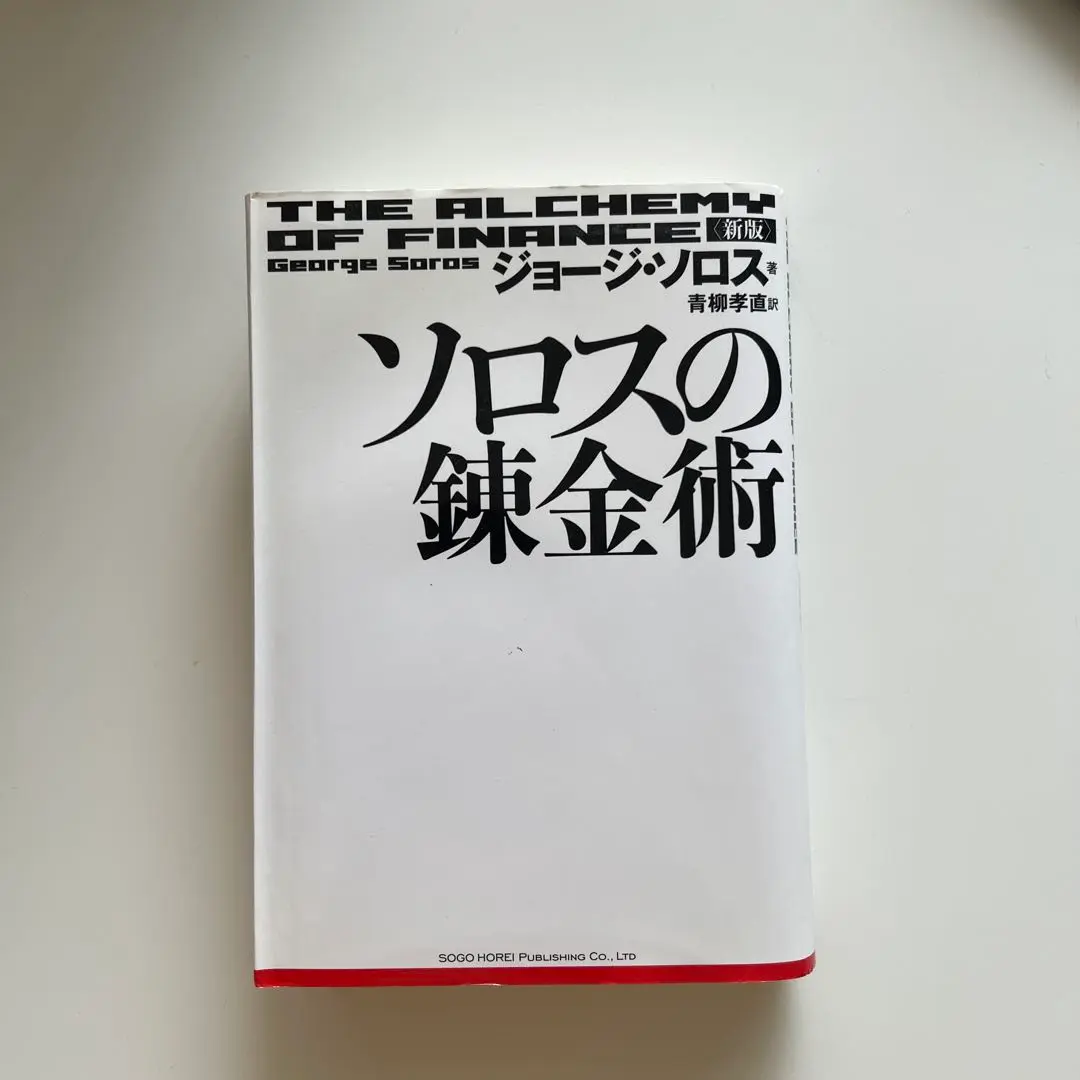 THE ALCHEMY
OF FINANCE〈新版〉
George Soros ジョージ・ソロス著
青柳孝直訳
ソロスの
錬金術
SOGO HOREI PUBLISHING CO., LTD